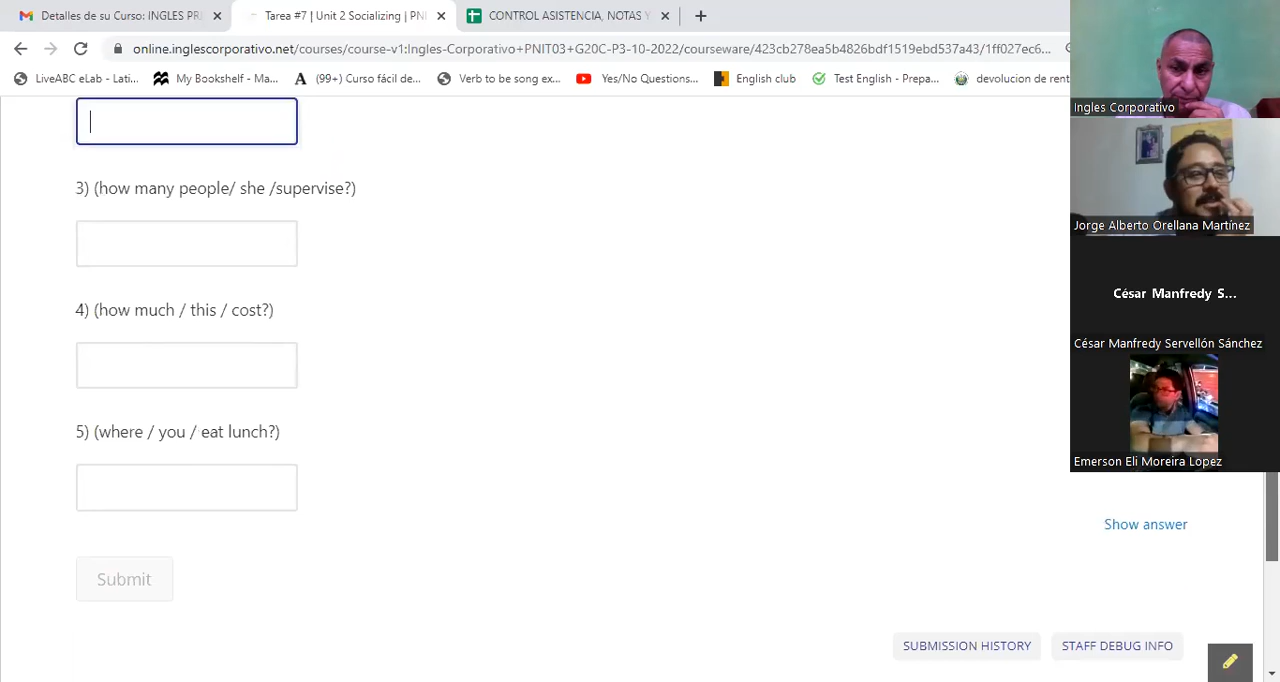 Detalles de su Curso: INGLES PR
Tarea #7 | Unit 2 Socializing | PNI
CONTROL ASISTENCIA, NOTAS Y
online.inglescorporativo.net/courses/course-v1:Ingles-Corporativo+PNIT03+G20C-P3-10-2022/courseware/423cb278ea5b4826bdf1519ebd537a43/1ff027ec6...
LiveABC eLab - Lati...
My Bookshelf - Ma...
(99+) Curso fácil de...
Verb to be song ex...
Yes/No Questions...
English club
Test English - Prepa...
devolucion de rent
3) (how many people/ she /supervise?)
4) (how much / this / cost?)
5) (where / you / eat lunch?)
Show answer
Submit
SUBMISSION HISTORY
STAFF DEBUG INFO
Ingles Corporativo
Jorge Alberto Orellana Martínez
César Manfredy S...
César Manfredy Servellón Sánchez
Emerson Eli Moreira Lopez